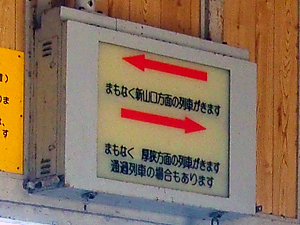 まもなく新山口方面の列車がきます
まもなく 厚狭方面の列車がきます
通過列車の場合もあります